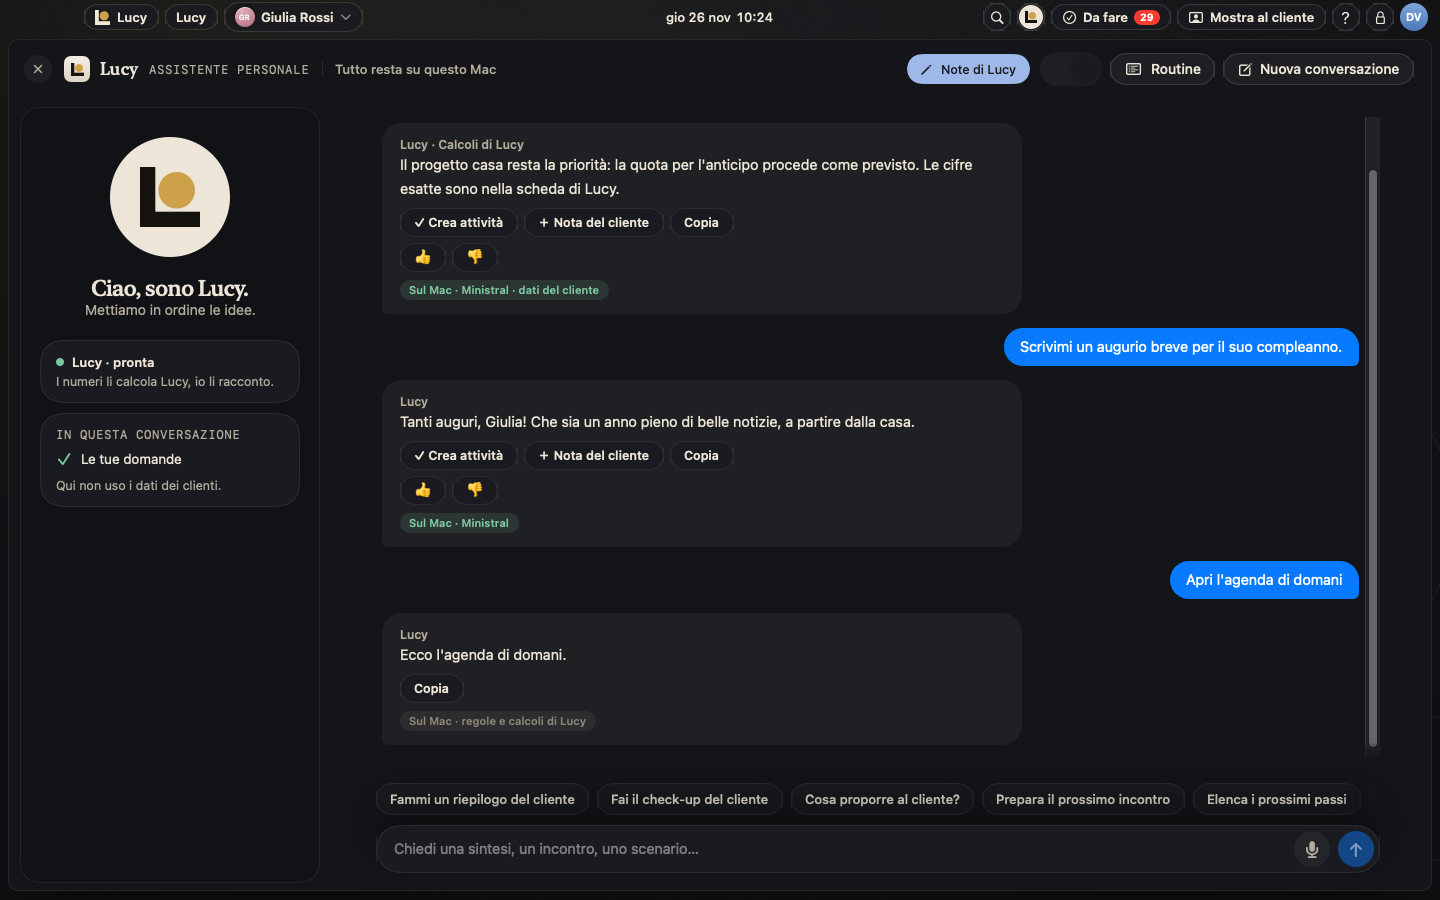 Lucy
Lucy
GR Giulia Rossi
gio 26 nov 10:24
Da fare 29
Mostra al cliente
?
DV
Lucy ASSISTENTE PERSONALE Tutto resta su questo Mac
Note di Lucy
Routine
Nuova conversazione
Ciao, sono Lucy.
Mettiamo in ordine le idee.
Lucy · pronta
I numeri li calcola Lucy, io li racconto.
IN QUESTA CONVERSAZIONE
Le tue domande
Qui non uso i dati dei clienti.
Lucy · Calcoli di Lucy
Il progetto casa resta la priorità: la quota per l'anticipo procede come previsto. Le cifre
esatte sono nella scheda di Lucy.
✓ Crea attività
+ Nota del cliente
Copia
Sul Mac · Ministral · dati del cliente
Scrivimi un augurio breve per il suo compleanno.
Lucy
Tanti auguri, Giulia! Che sia un anno pieno di belle notizie, a partire dalla casa.
✓ Crea attività
+ Nota del cliente
Copia
Sul Mac · Ministral
Apri l'agenda di domani
Lucy
Ecco l'agenda di domani.
Copia
Sul Mac · regole e calcoli di Lucy
Fammi un riepilogo del cliente
Fai il check-up del cliente
Cosa proporre al cliente?
Prepara il prossimo incontro
Elenca i prossimi passi
Chiedi una sintesi, un incontro, uno scenario...